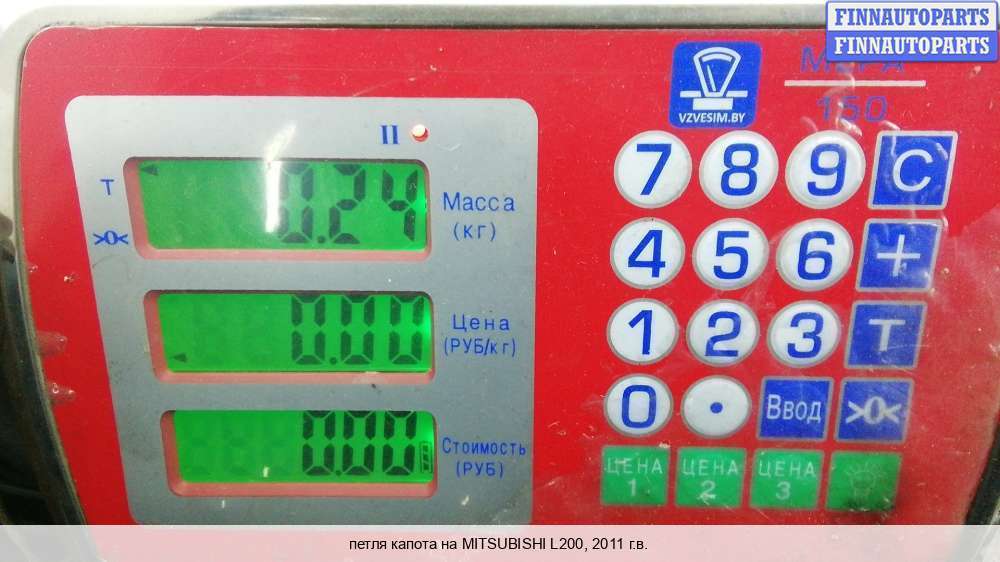 FINNAUTOPARTS
FINNAUTOPARTS
МЕРА
150
VZVESIM.BY
II
T
0.24
Масса
(кг)
>0<
0.00
Цена
(РУБ/кг)
0.00
Стоимость
(РУБ)
7 8 9 C
4 5 6 +
1 2 3 T
0 . Ввод >0<
ЦЕНА 1
ЦЕНА 2
ЦЕНА 3
петля капота на MITSUBISHI L200, 2011 г.в.